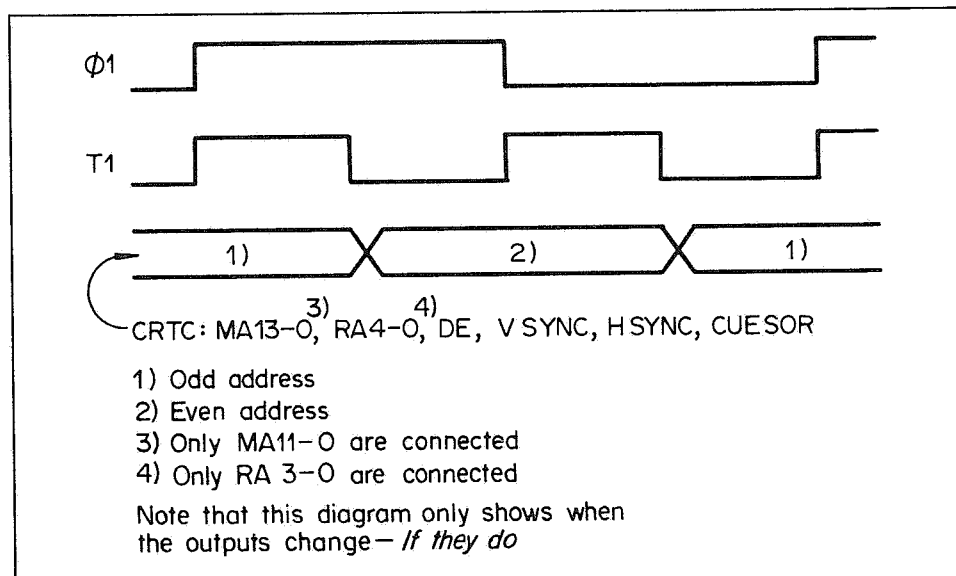 Φ1
T1
1) 2) 1)
CRTC: MA13-0,³⁾ RA4-0,⁴⁾ DE, VSYNC, HSYNC, CUESOR
1) Odd address
2) Even address
3) Only MA11-0 are connected
4) Only RA 3-0 are connected
Note that this diagram only shows when
the outputs change— If they do